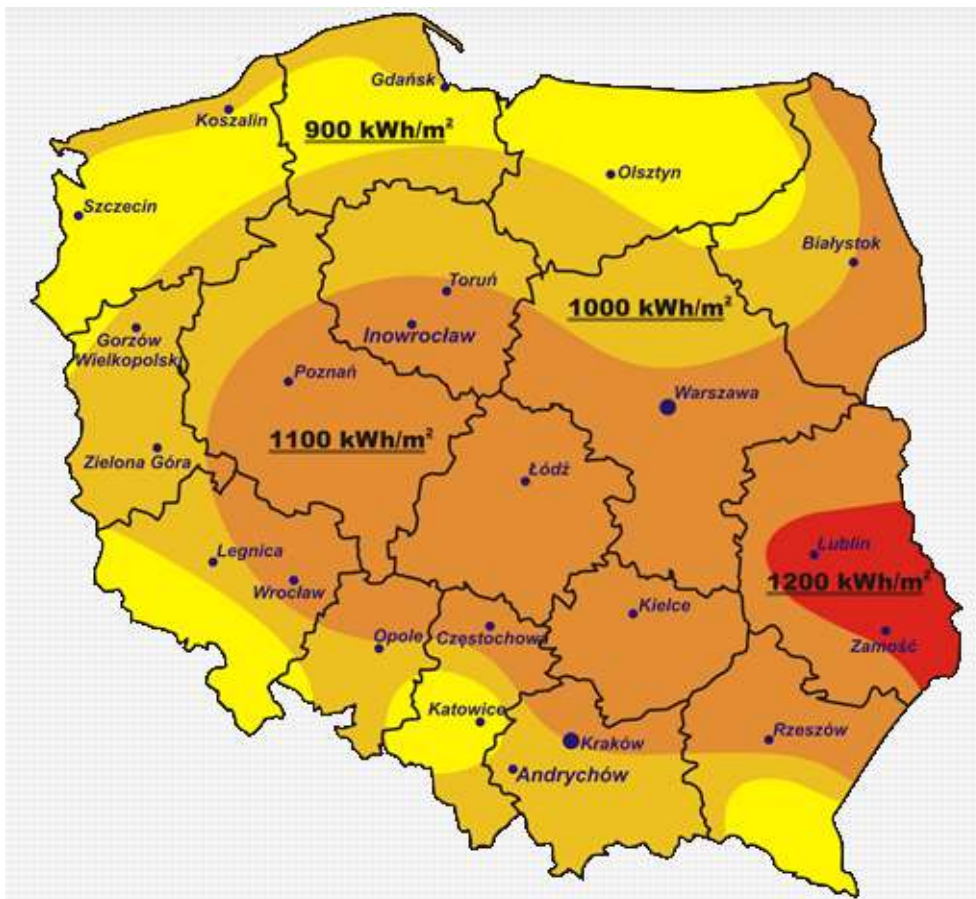 Gdańsk
Koszalin
900 kWh/m²
Olsztyn
Szczecin
Białystok
Toruń
1000 kWh/m²
Inowrocław
Gorzów
Wielkopolski
Poznań
Warszawa
1100 kWh/m²
Zielona Góra
Łódź
Legnica
Lublin
Wrocław
1200 kWh/m²
Kielce
Opole
Częstochowa
Zamość
Katowice
Kraków
Rzeszów
Andrychów